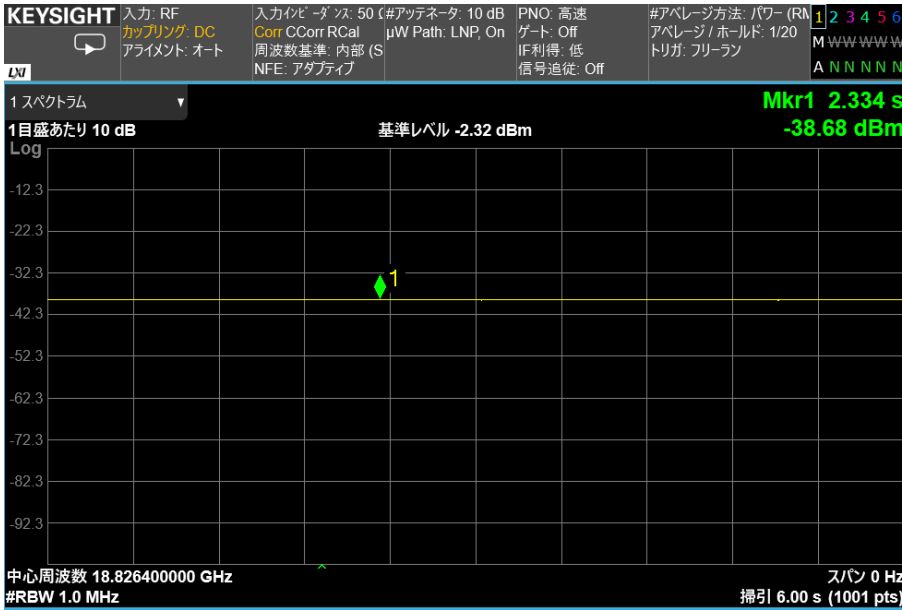 KEYSIGHT
LXI
入力: RF
カップリング: DC
アライメント: オート
入力インピーダンス: 50 Ω
Corr CCorr RCal
周波数基準: 内部 (S
NFE: アダプティブ
#アッテネータ: 10 dB
µW Path: LNP, On
PNO: 高速
ゲート: Off
IF利得: 低
信号追従: Off
#アベレージ方法: パワー (RM
アベレージ / ホールド: 1/20
トリガ: フリーラン
1 2 3 4 5 6
M W W W W W
A N N N N N
1 スペクトラム
Mkr1 2.334 s
1目盛あたり 10 dB
基準レベル -2.32 dBm
-38.68 dBm
Log
-12.3
-22.3
-32.3
1
-42.3
-52.3
-62.3
-72.3
-82.3
-92.3
中心周波数 18.826400000 GHz
スパン 0 Hz
#RBW 1.0 MHz
掃引 6.00 s (1001 pts)